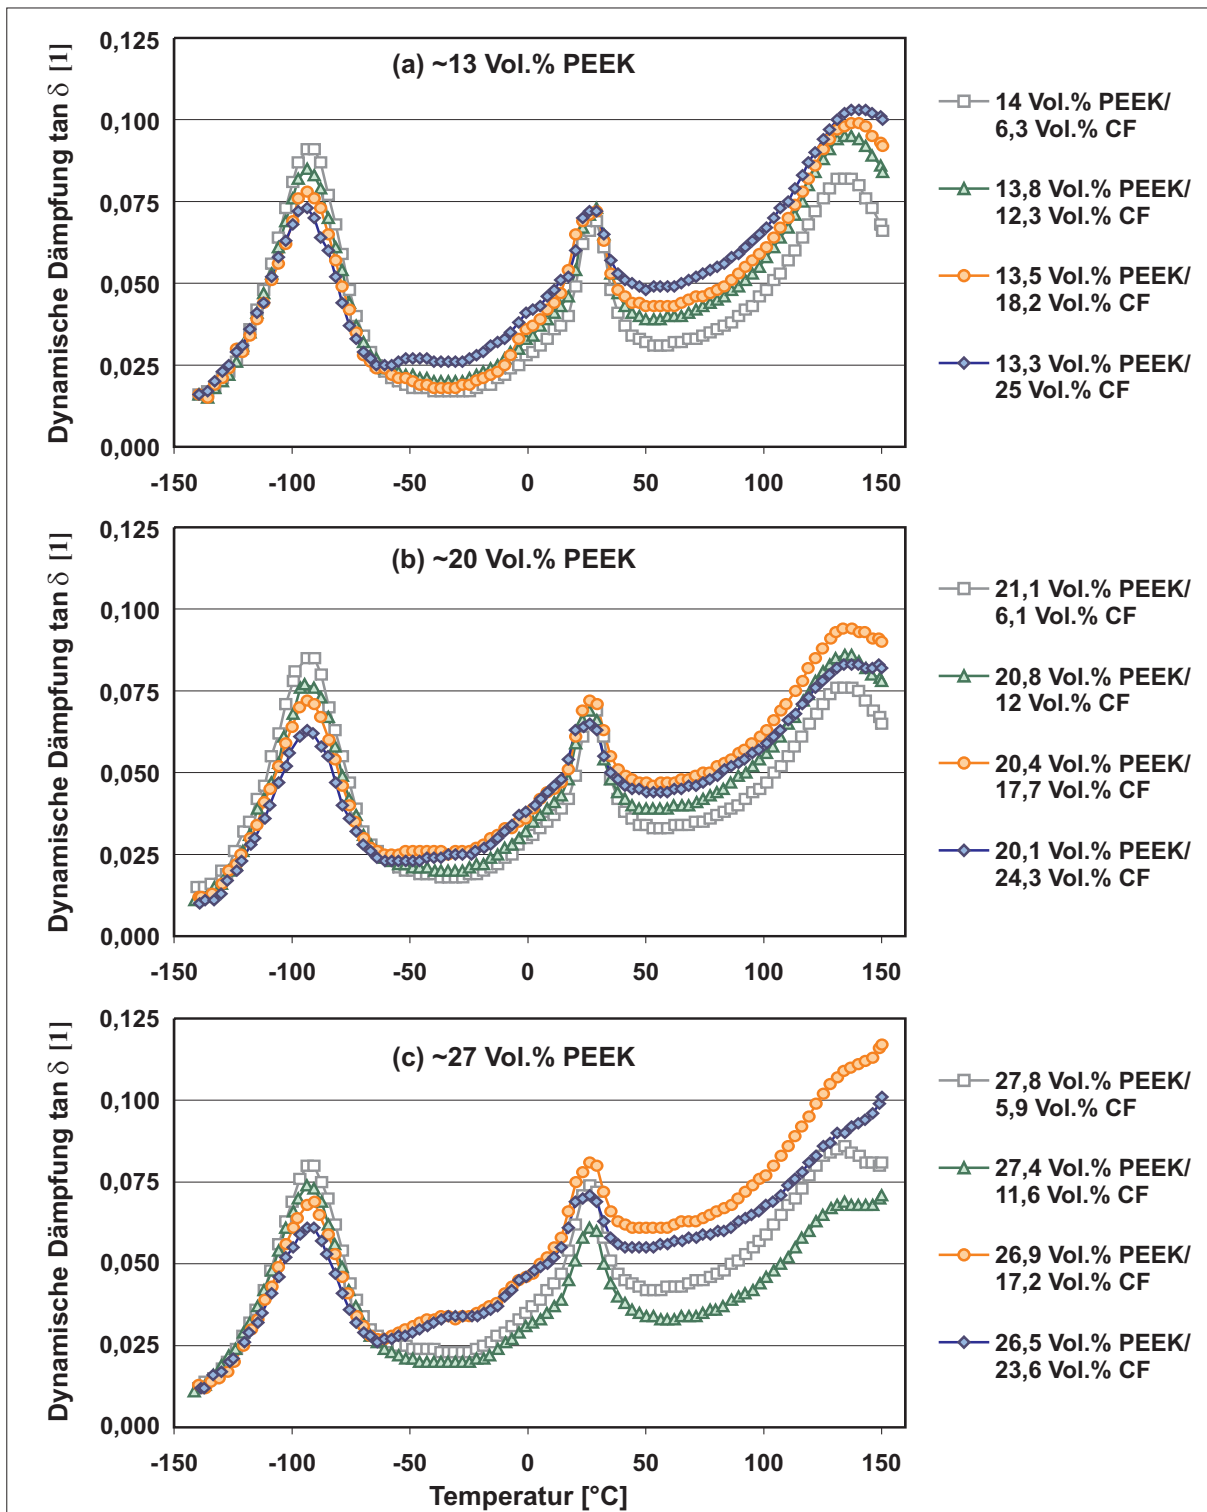 Dynamische Dämpfung tan δ [1]
(a) ~13 Vol.% PEEK
0,125
0,100
0,075
0,050
0,025
0,000
-150 -100 -50 0 50 100 150
14 Vol.% PEEK/
6,3 Vol.% CF
13,8 Vol.% PEEK/
12,3 Vol.% CF
13,5 Vol.% PEEK/
18,2 Vol.% CF
13,3 Vol.% PEEK/
25 Vol.% CF
Dynamische Dämpfung tan δ [1]
(b) ~20 Vol.% PEEK
0,125
0,100
0,075
0,050
0,025
0,000
-150 -100 -50 0 50 100 150
21,1 Vol.% PEEK/
6,1 Vol.% CF
20,8 Vol.% PEEK/
12 Vol.% CF
20,4 Vol.% PEEK/
17,7 Vol.% CF
20,1 Vol.% PEEK/
24,3 Vol.% CF
Dynamische Dämpfung tan δ [1]
(c) ~27 Vol.% PEEK
0,125
0,100
0,075
0,050
0,025
0,000
-150 -100 -50 0 50 100 150
Temperatur [°C]
27,8 Vol.% PEEK/
5,9 Vol.% CF
27,4 Vol.% PEEK/
11,6 Vol.% CF
26,9 Vol.% PEEK/
17,2 Vol.% CF
26,5 Vol.% PEEK/
23,6 Vol.% CF